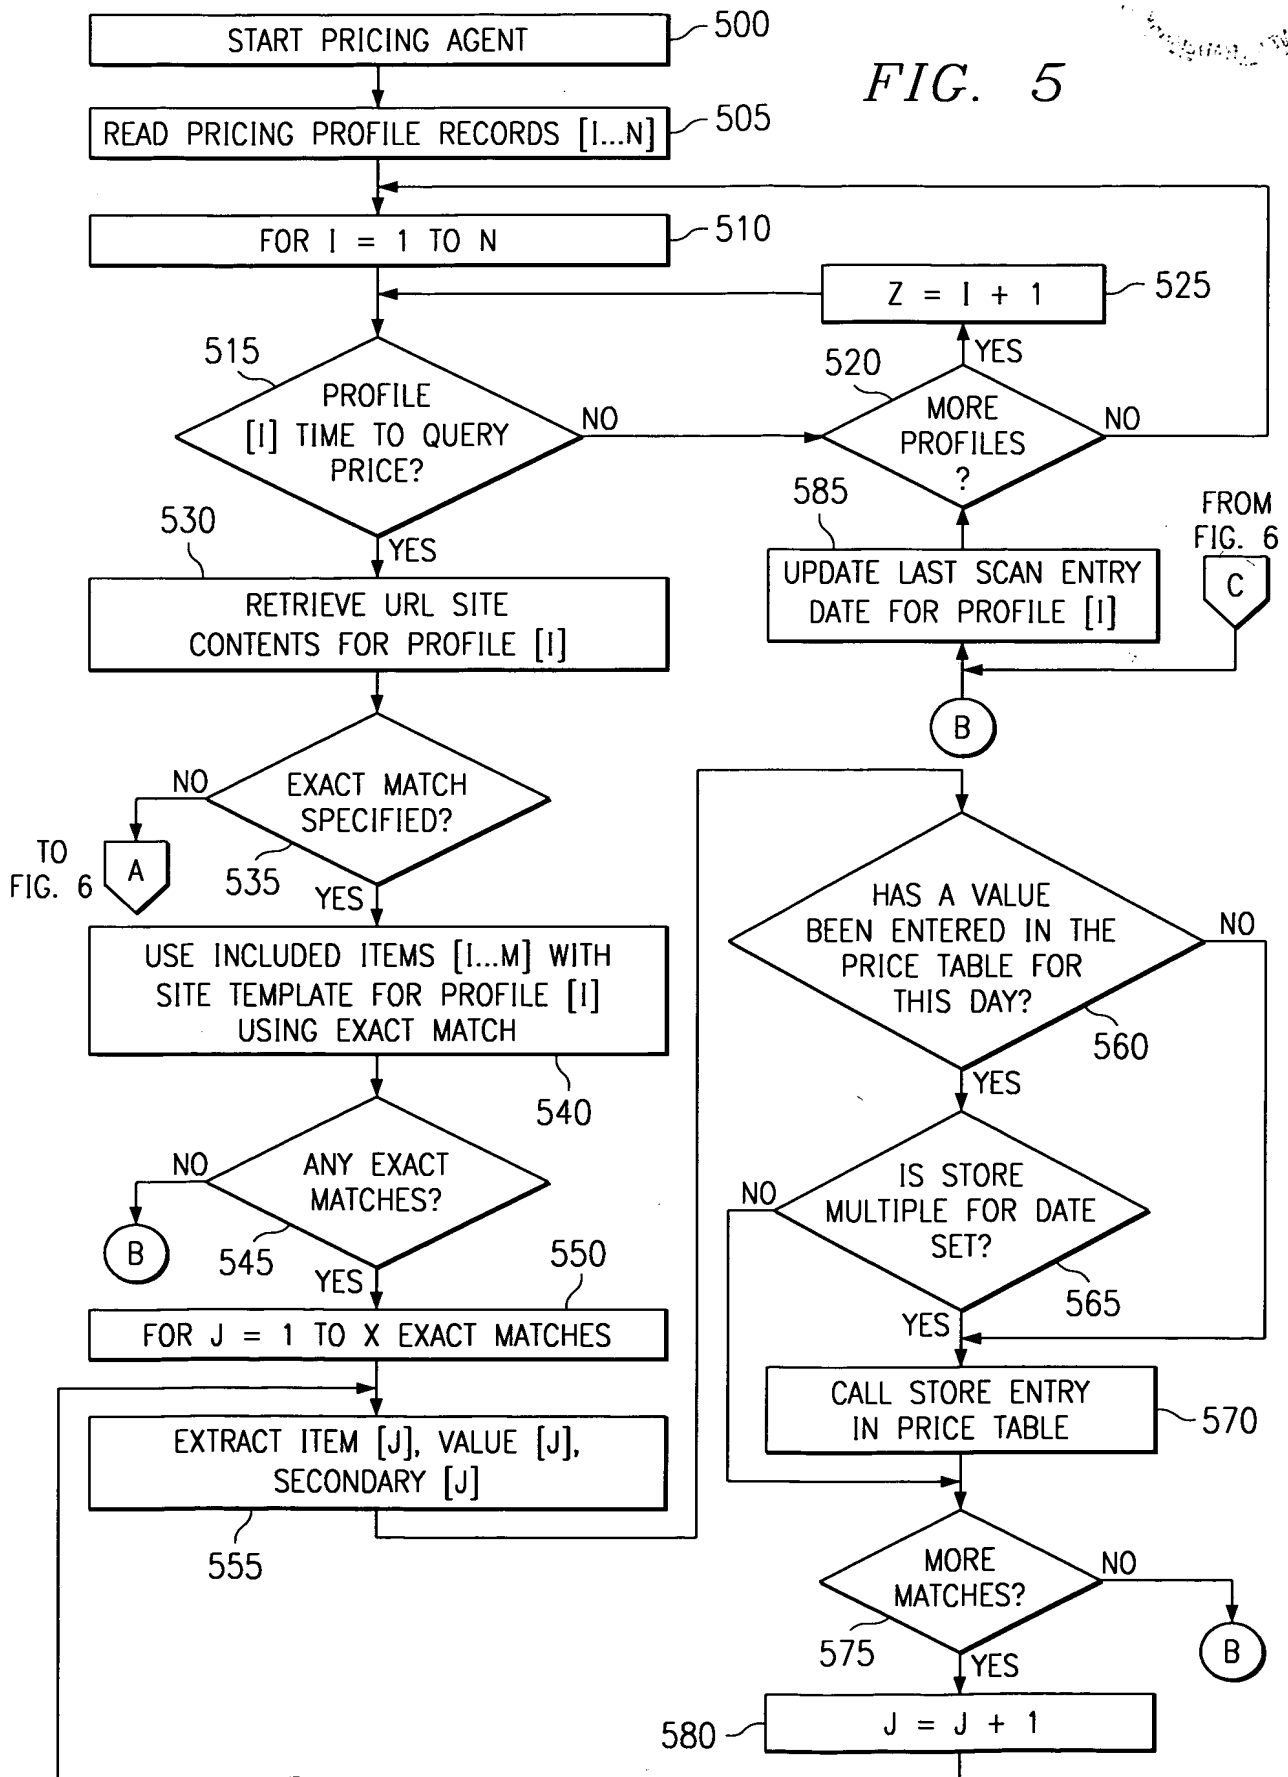 FIG. 5
START PRICING AGENT
500
READ PRICING PROFILE RECORDS [I...N]
505
FOR I = 1 TO N
510
Z = I + 1
525
515
PROFILE
[I] TIME TO QUERY
PRICE?
NO
YES
520
MORE
PROFILES
?
YES
NO
585
UPDATE LAST SCAN ENTRY
DATE FOR PROFILE [I]
FROM
FIG. 6
C
B
530
RETRIEVE URL SITE
CONTENTS FOR PROFILE [I]
NO
EXACT MATCH
SPECIFIED?
535
YES
TO
FIG. 6
A
USE INCLUDED ITEMS [I...M] WITH
SITE TEMPLATE FOR PROFILE [I]
USING EXACT MATCH
540
NO
ANY EXACT
MATCHES?
545
YES
B
550
FOR J = 1 TO X EXACT MATCHES
EXTRACT ITEM [J], VALUE [J],
SECONDARY [J]
555
HAS A VALUE
BEEN ENTERED IN THE
PRICE TABLE FOR
THIS DAY?
NO
560
YES
NO
IS STORE
MULTIPLE FOR DATE
SET?
565
YES
CALL STORE ENTRY
IN PRICE TABLE
570
MORE
MATCHES?
NO
575
YES
B
580
J = J + 1